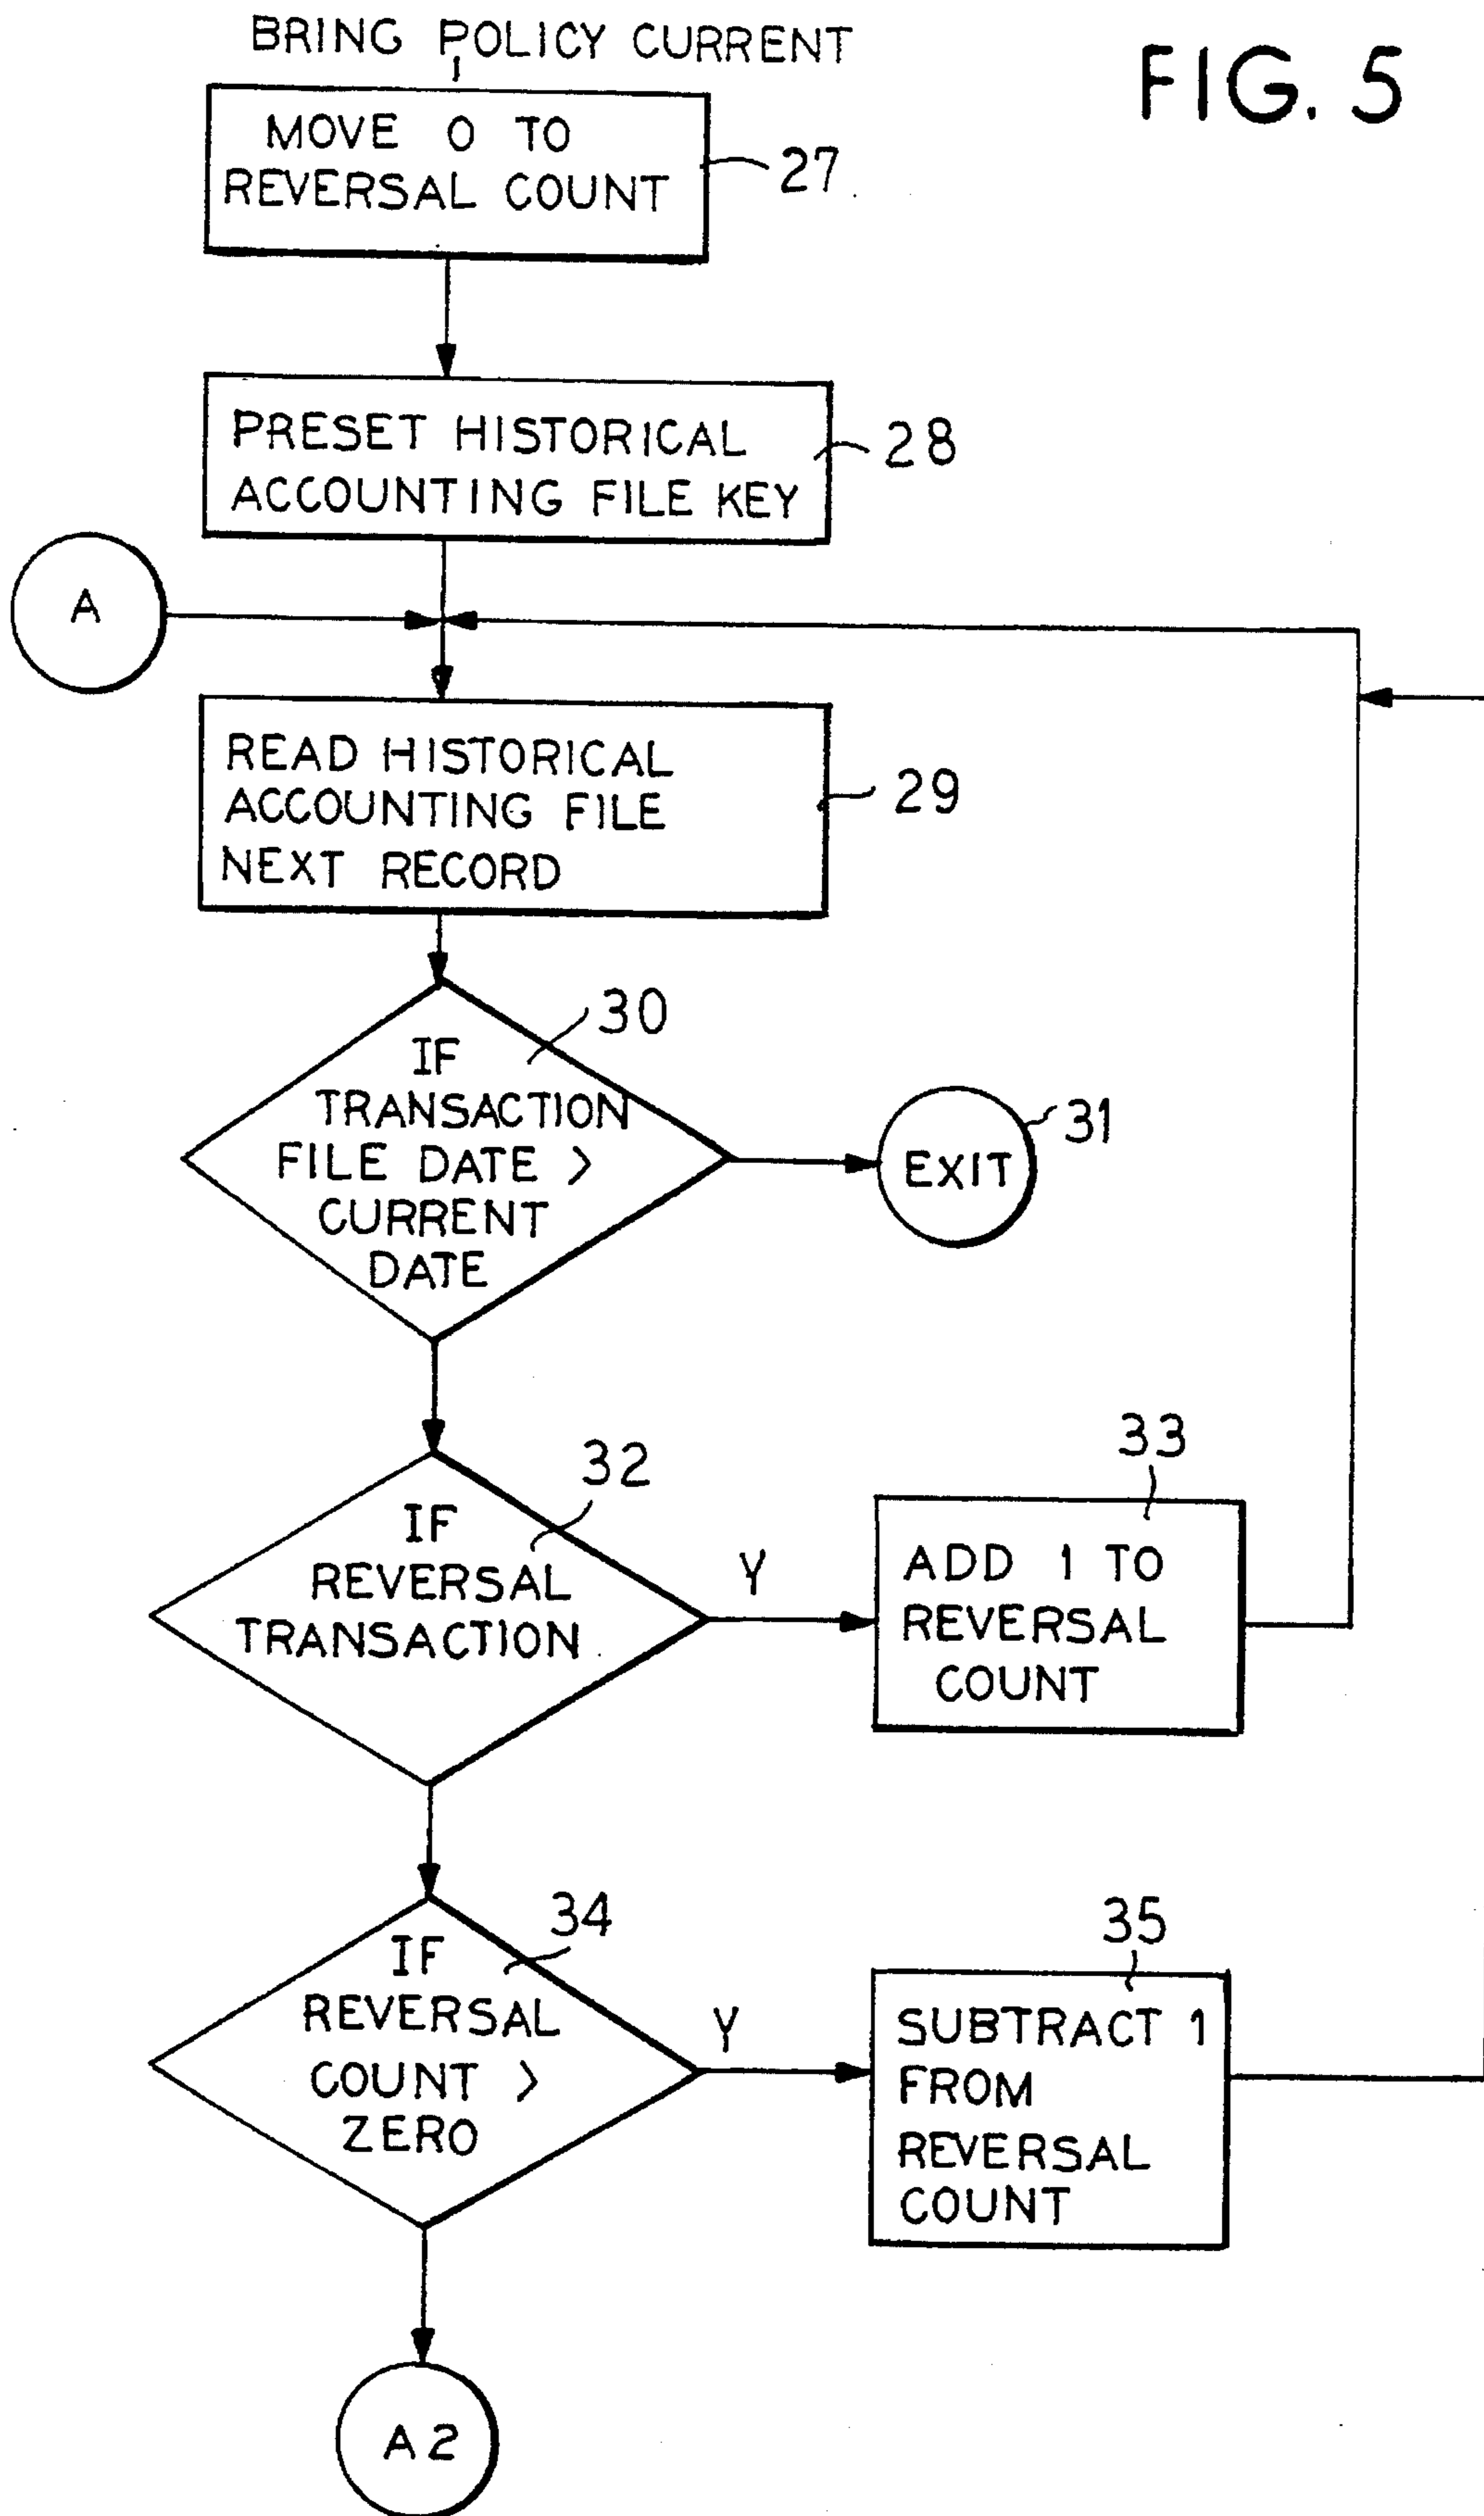 BRING POLICY CURRENT
FIG. 5
MOVE 0 TO
REVERSAL COUNT
27
PRESET HISTORICAL
ACCOUNTING FILE KEY
28
A
READ HISTORICAL
ACCOUNTING FILE
NEXT RECORD
29
30
IF
TRANSACTION
FILE DATE >
CURRENT
DATE
31
EXIT
32
IF
REVERSAL
TRANSACTION
Y
33
ADD 1 TO
REVERSAL
COUNT
34
IF
REVERSAL
COUNT >
ZERO
Y
35
SUBTRACT 1
FROM
REVERSAL
COUNT
A2